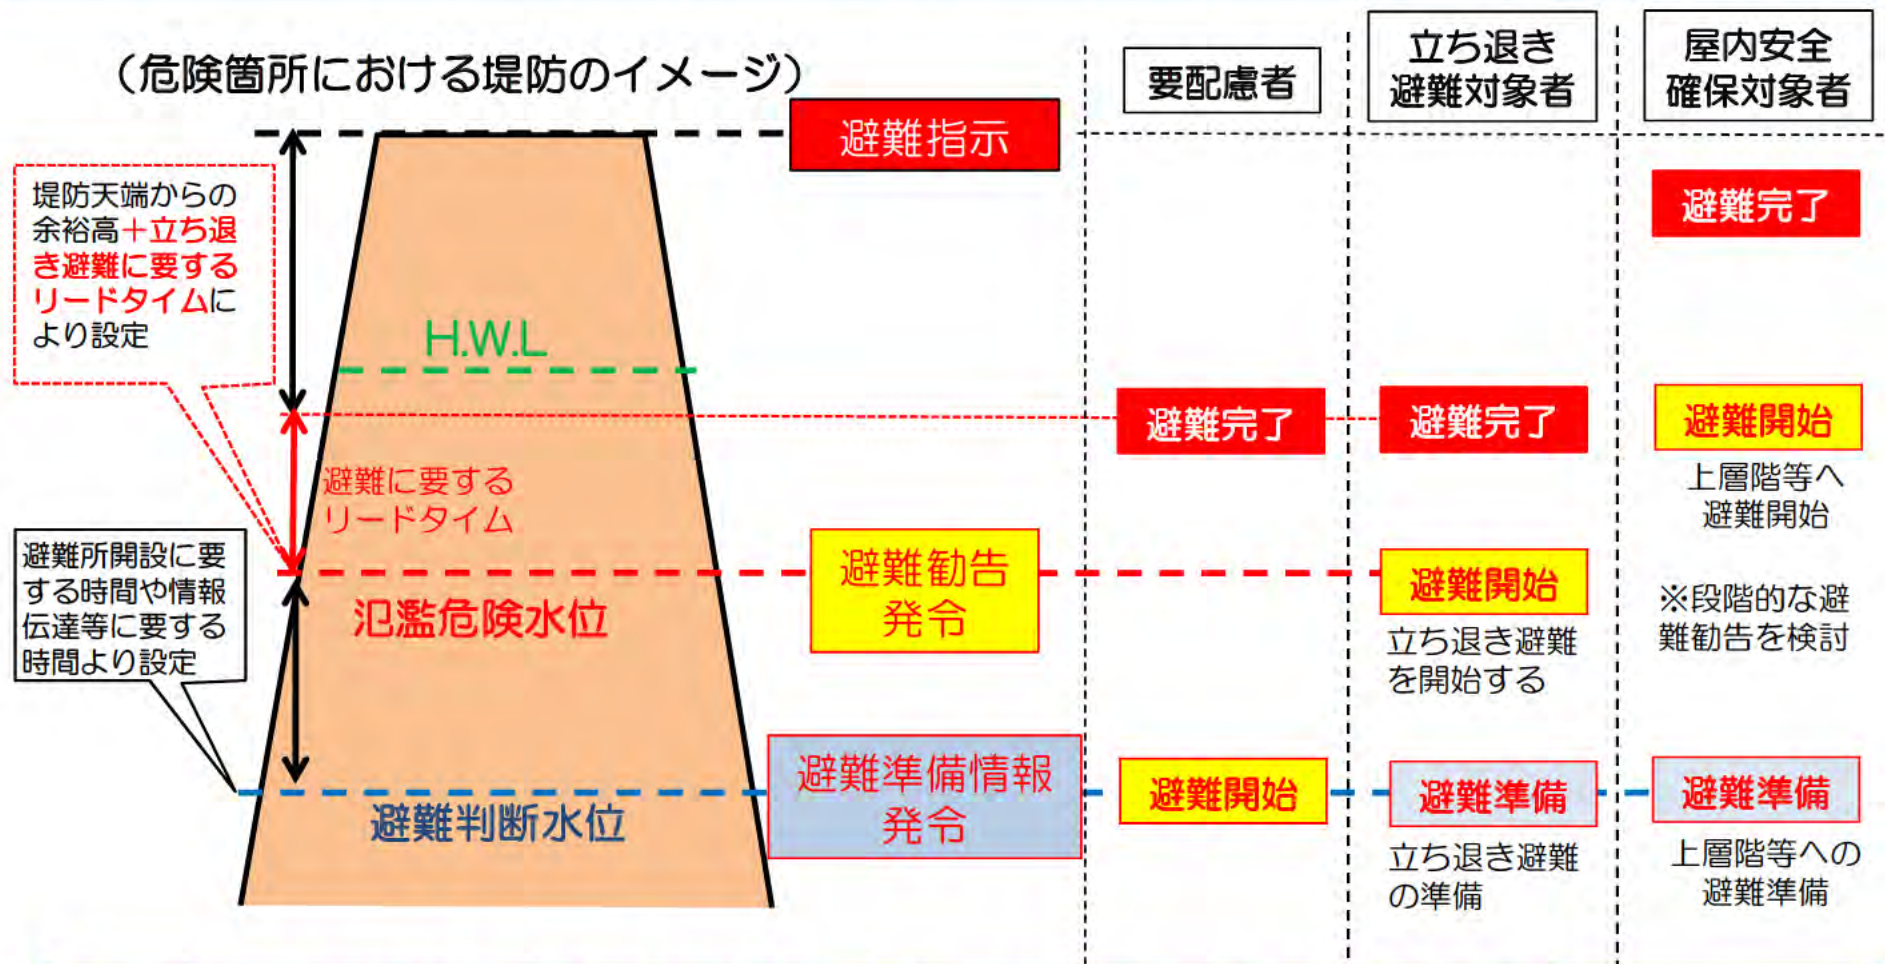 （危険箇所における堤防のイメージ）
要配慮者
立ち退き
避難対象者
屋内安全
確保対象者
避難指示
堤防天端からの
余裕高＋立ち退
き避難に要する
リードタイムに
より設定
避難完了
H.W.L
避難完了
避難完了
避難開始
上層階等へ
避難開始
避難に要する
リードタイム
避難所開設に要
する時間や情報
伝達等に要する
時間より設定
氾濫危険水位
避難勧告
発令
避難開始
立ち退き避難
を開始する
※段階的な避
難勧告を検討
避難判断水位
避難準備情報
発令
避難開始
避難準備
立ち退き避難
の準備
避難準備
上層階等への
避難準備